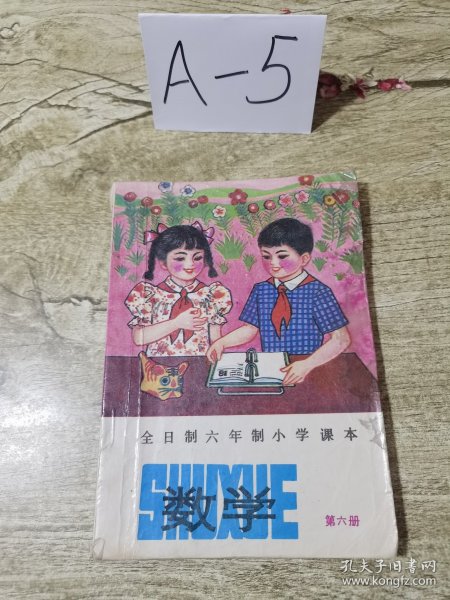 A-5
全日制六年制小学课本
SHUXUE
数学
第六册
孔夫子旧书网
www.kongfz.com